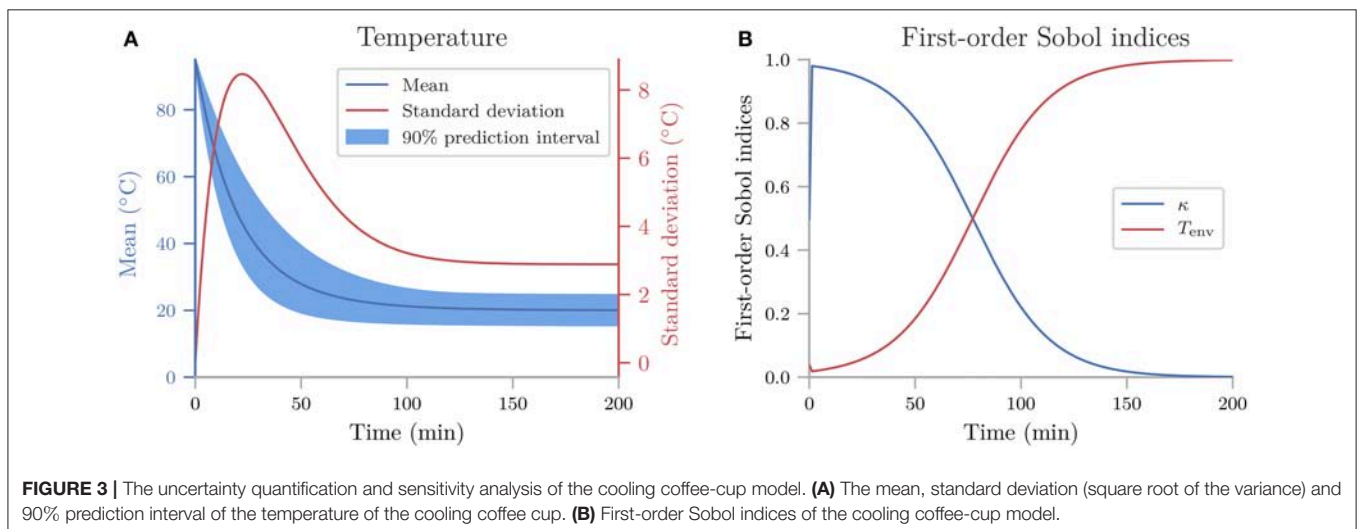 A
Temperature
Mean
Standard deviation
90% prediction interval
Mean (°C)
80
60
40
20
0
8
6
4
2
0
Standard deviation (°C)
0 50 100 150 200
Time (min)
B
First-order Sobol indices
First-order Sobol indices
1.0
0.8
0.6
0.4
0.2
0.0
κ
T_env
0 50 100 150 200
Time (min)
FIGURE 3 | The uncertainty quantification and sensitivity analysis of the cooling coffee-cup model. (A) The mean, standard deviation (square root of the variance) and
90% prediction interval of the temperature of the cooling coffee cup. (B) First-order Sobol indices of the cooling coffee-cup model.